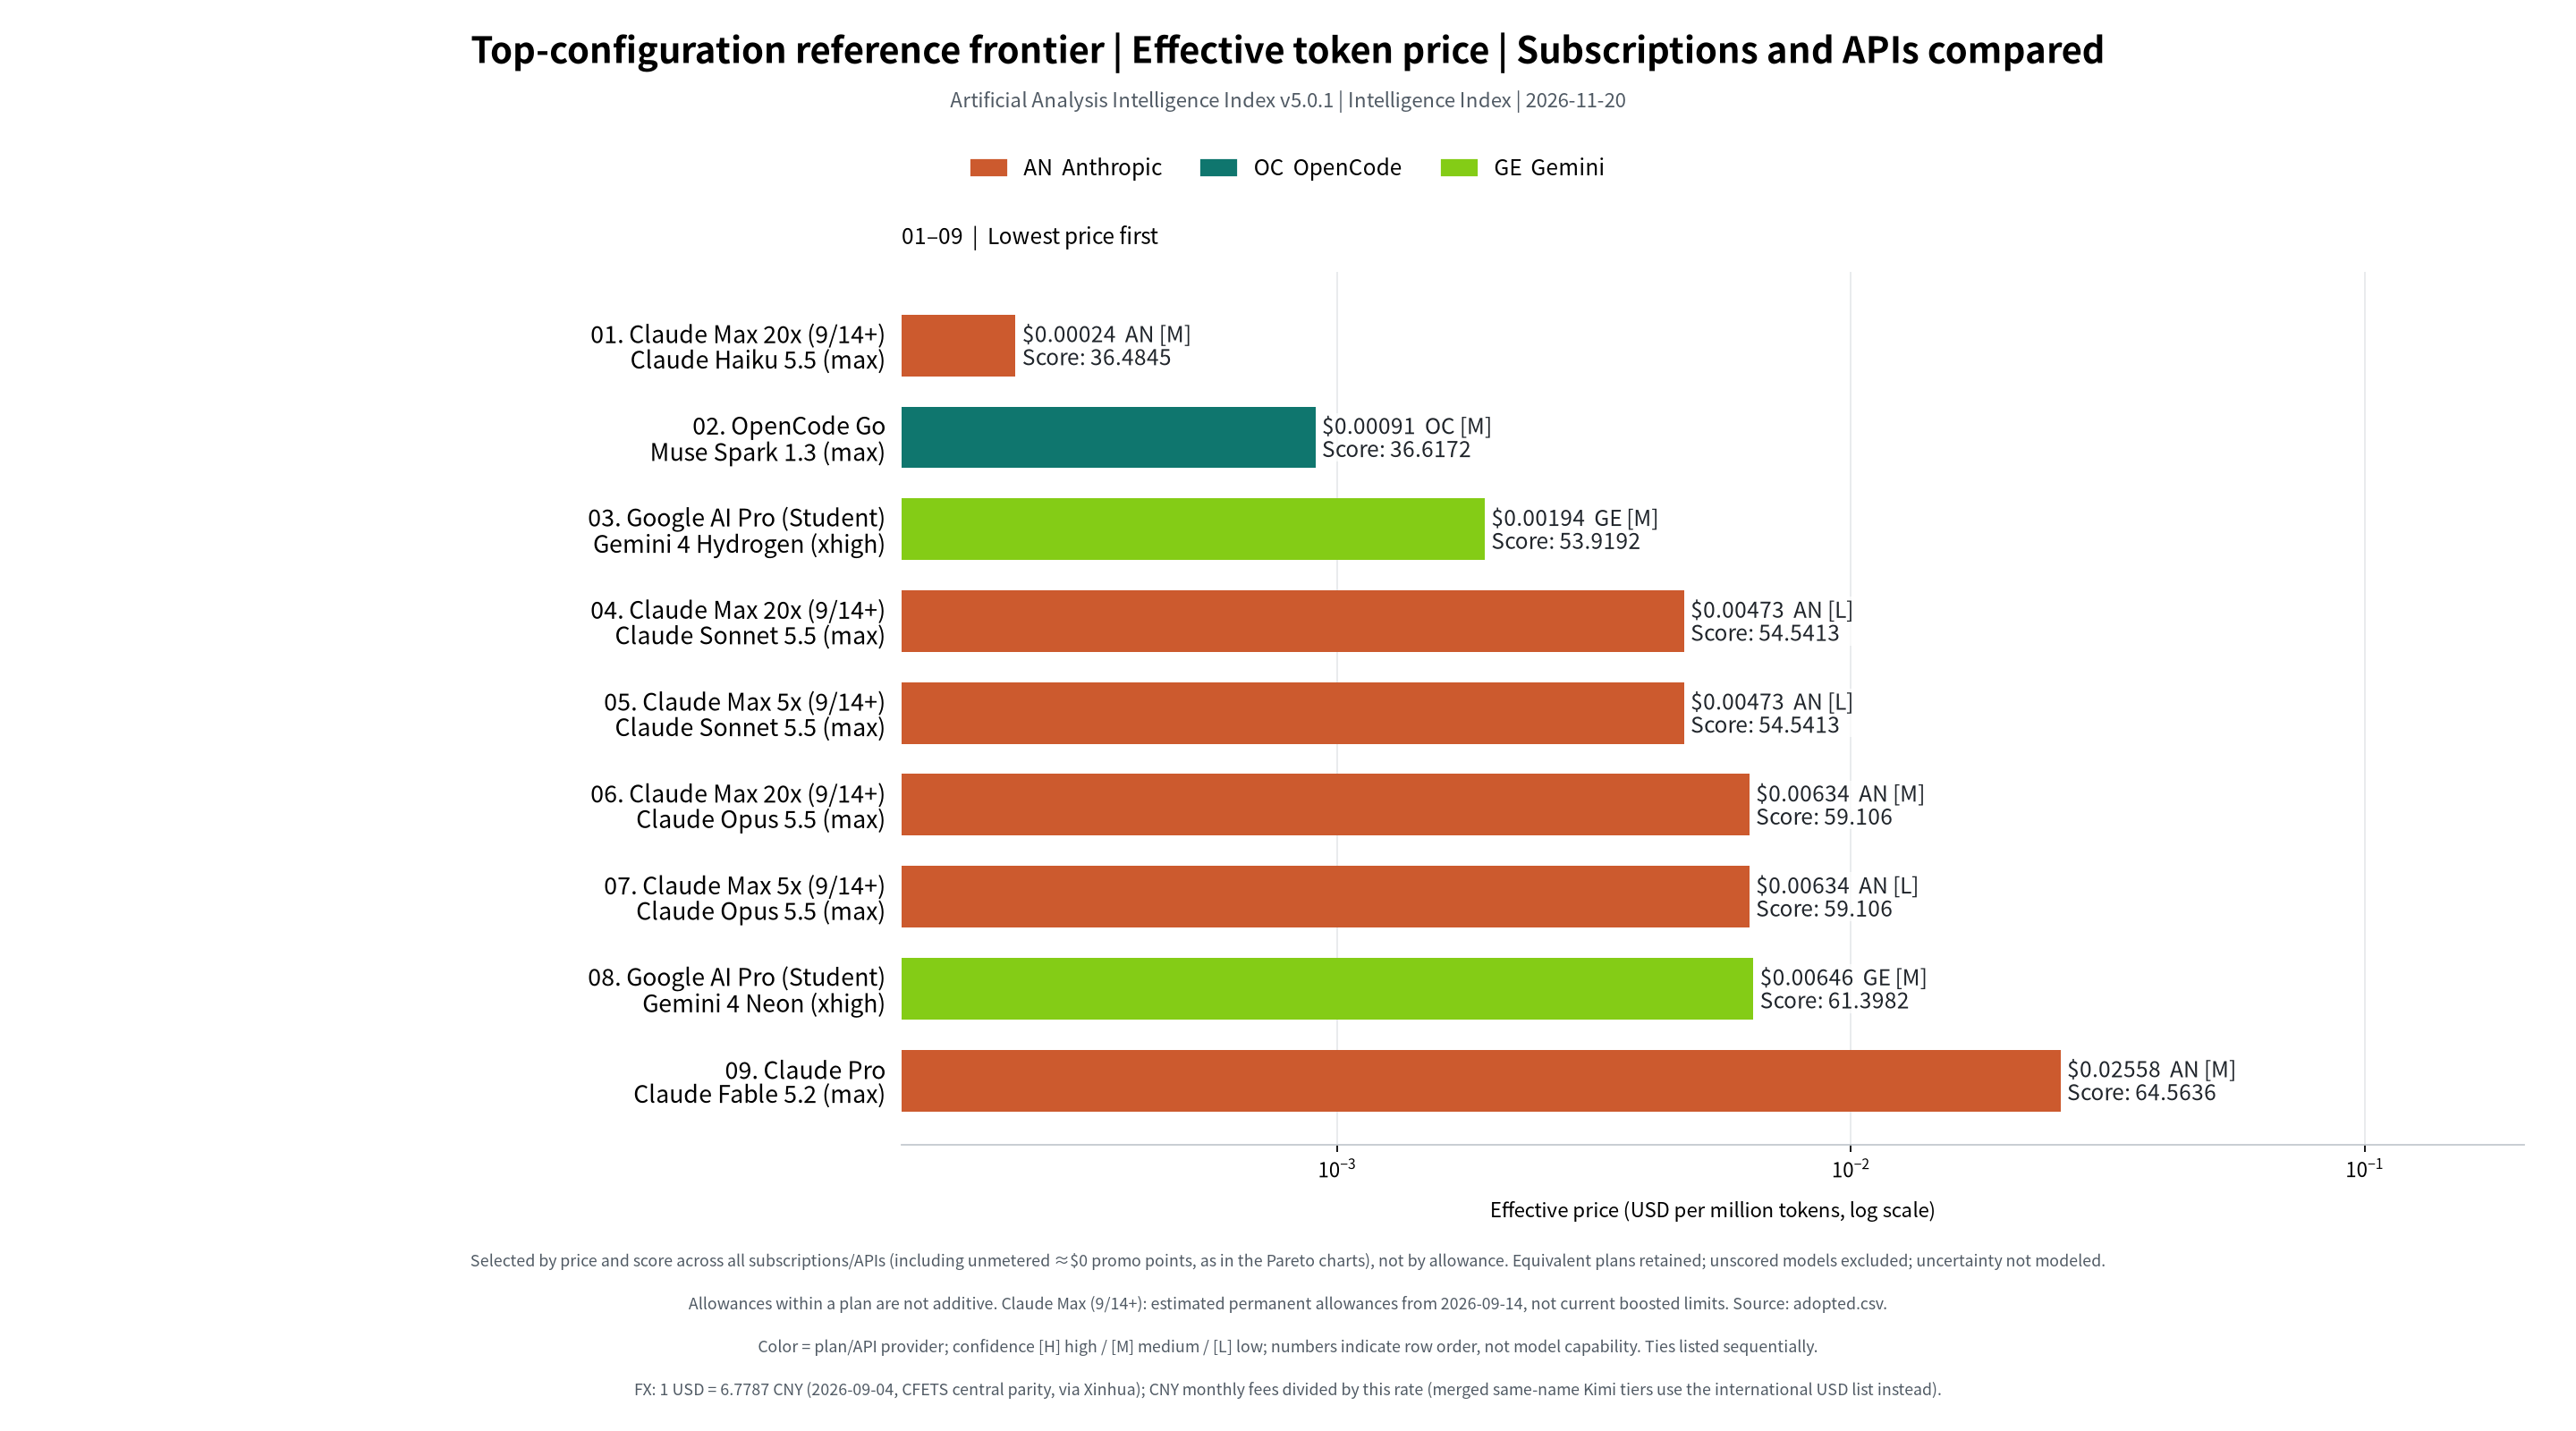 Top-configuration reference frontier | Effective token price | Subscriptions and APIs compared
Artificial Analysis Intelligence Index v5.0.1 | Intelligence Index | 2026-11-20
AN Anthropic
OC OpenCode
GE Gemini
01–09 | Lowest price first
01. Claude Max 20x (9/14+)
Claude Haiku 5.5 (max)
$0.00024 AN [M]
Score: 36.4845
02. OpenCode Go
Muse Spark 1.3 (max)
$0.00091 OC [M]
Score: 36.6172
03. Google AI Pro (Student)
Gemini 4 Hydrogen (xhigh)
$0.00194 GE [M]
Score: 53.9192
04. Claude Max 20x (9/14+)
Claude Sonnet 5.5 (max)
$0.00473 AN [L]
Score: 54.5413
05. Claude Max 5x (9/14+)
Claude Sonnet 5.5 (max)
$0.00473 AN [L]
Score: 54.5413
06. Claude Max 20x (9/14+)
Claude Opus 5.5 (max)
$0.00634 AN [M]
Score: 59.106
07. Claude Max 5x (9/14+)
Claude Opus 5.5 (max)
$0.00634 AN [L]
Score: 59.106
08. Google AI Pro (Student)
Gemini 4 Neon (xhigh)
$0.00646 GE [M]
Score: 61.3982
09. Claude Pro
Claude Fable 5.2 (max)
$0.02558 AN [M]
Score: 64.5636
10⁻³ 10⁻² 10⁻¹
Effective price (USD per million tokens, log scale)
Selected by price and score across all subscriptions/APIs (including unmetered ≈$0 promo points, as in the Pareto charts), not by allowance. Equivalent plans retained; unscored models excluded; uncertainty not modeled.
Allowances within a plan are not additive. Claude Max (9/14+): estimated permanent allowances from 2026-09-14, not current boosted limits. Source: adopted.csv.
Color = plan/API provider; confidence [H] high / [M] medium / [L] low; numbers indicate row order, not model capability. Ties listed sequentially.
FX: 1 USD = 6.7787 CNY (2026-09-04, CFETS central parity, via Xinhua); CNY monthly fees divided by this rate (merged same-name Kimi tiers use the international USD list instead).